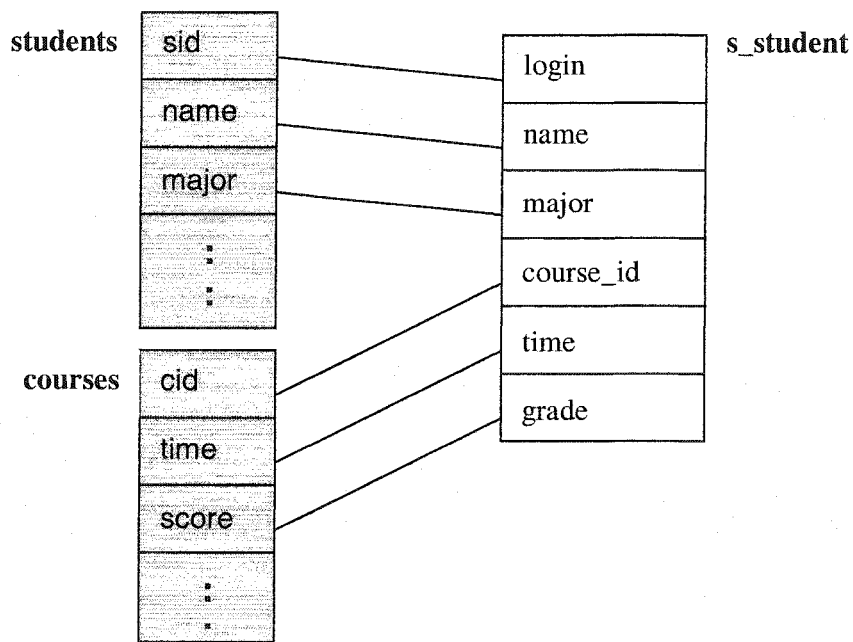 students
sid
name
major
courses
cid
time
score
s_student
login
name
major
course_id
time
grade